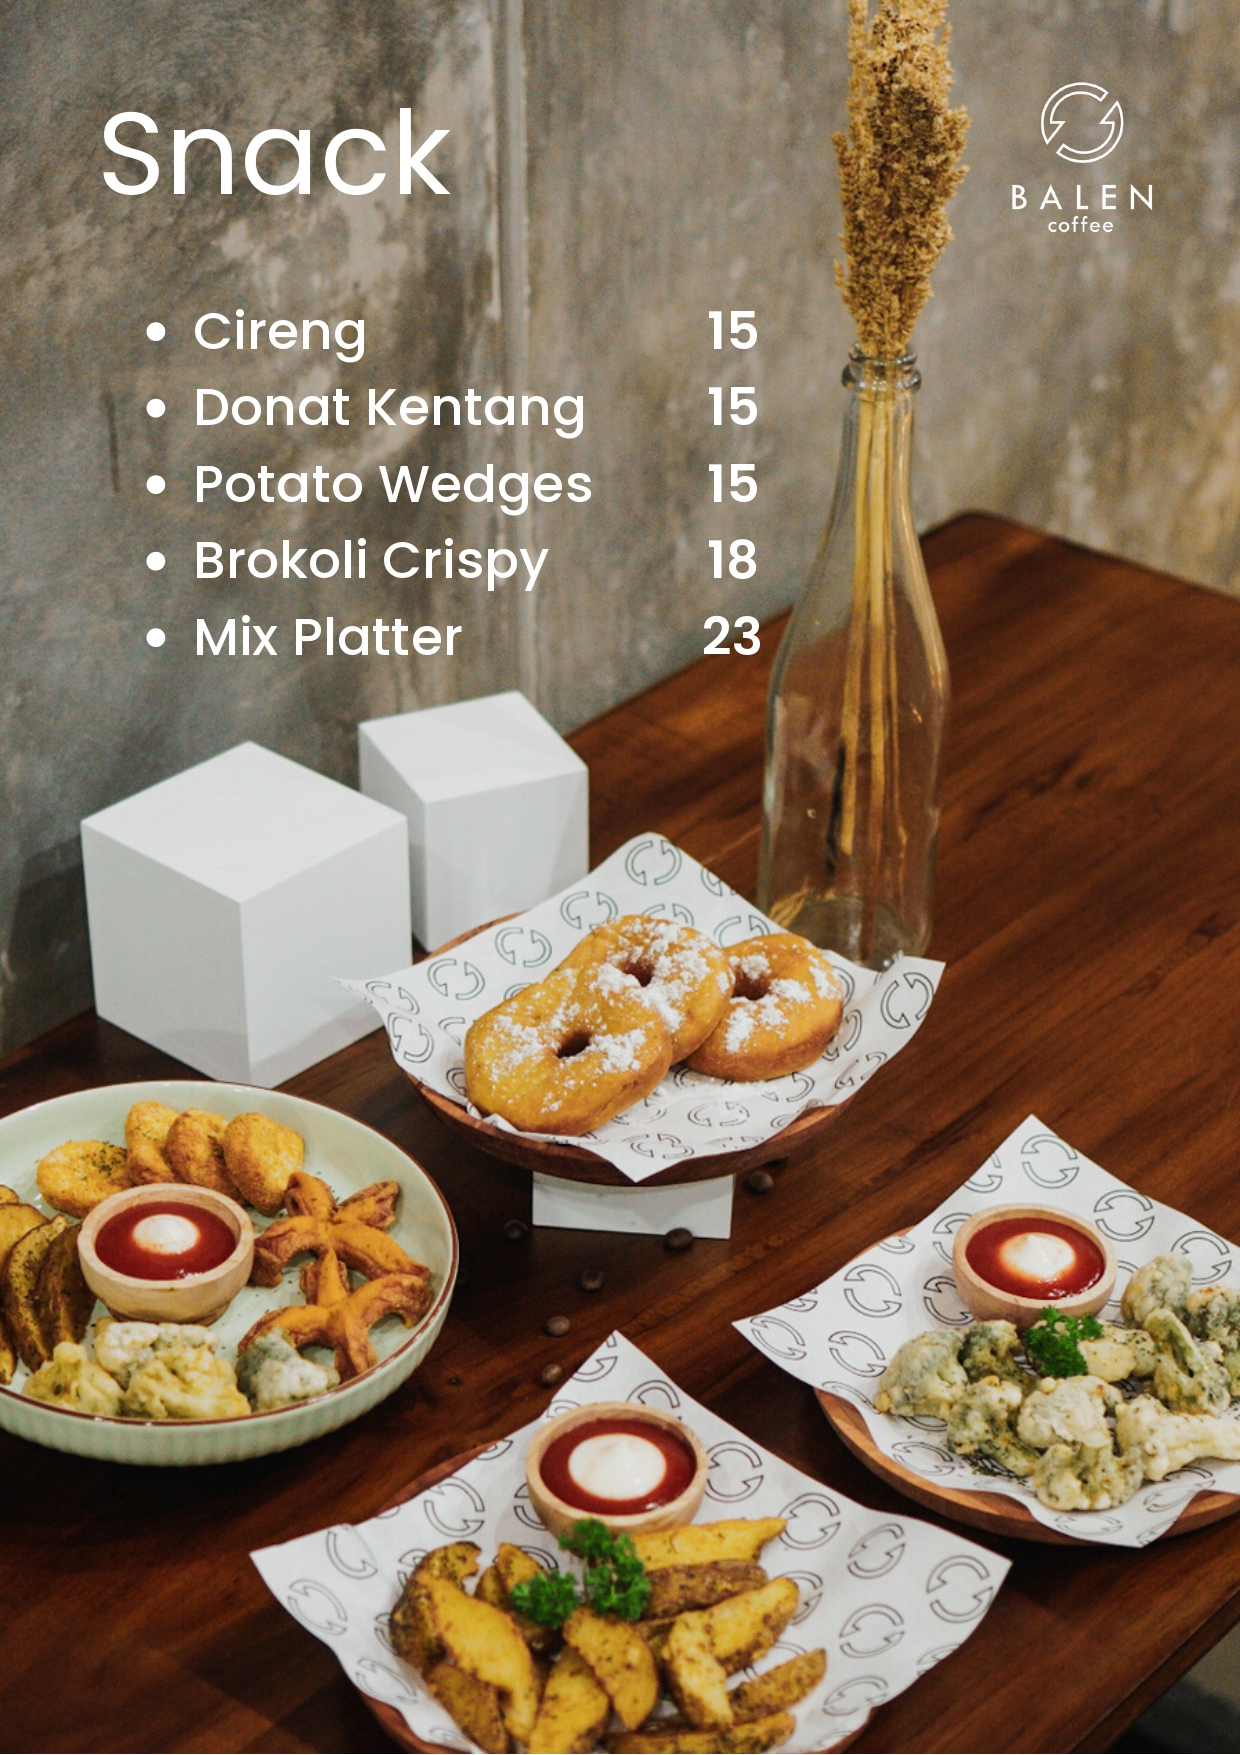 Snack
BALEN
coffee
• Cireng 15
• Donat Kentang 15
• Potato Wedges 15
• Brokoli Crispy 18
• Mix Platter 23